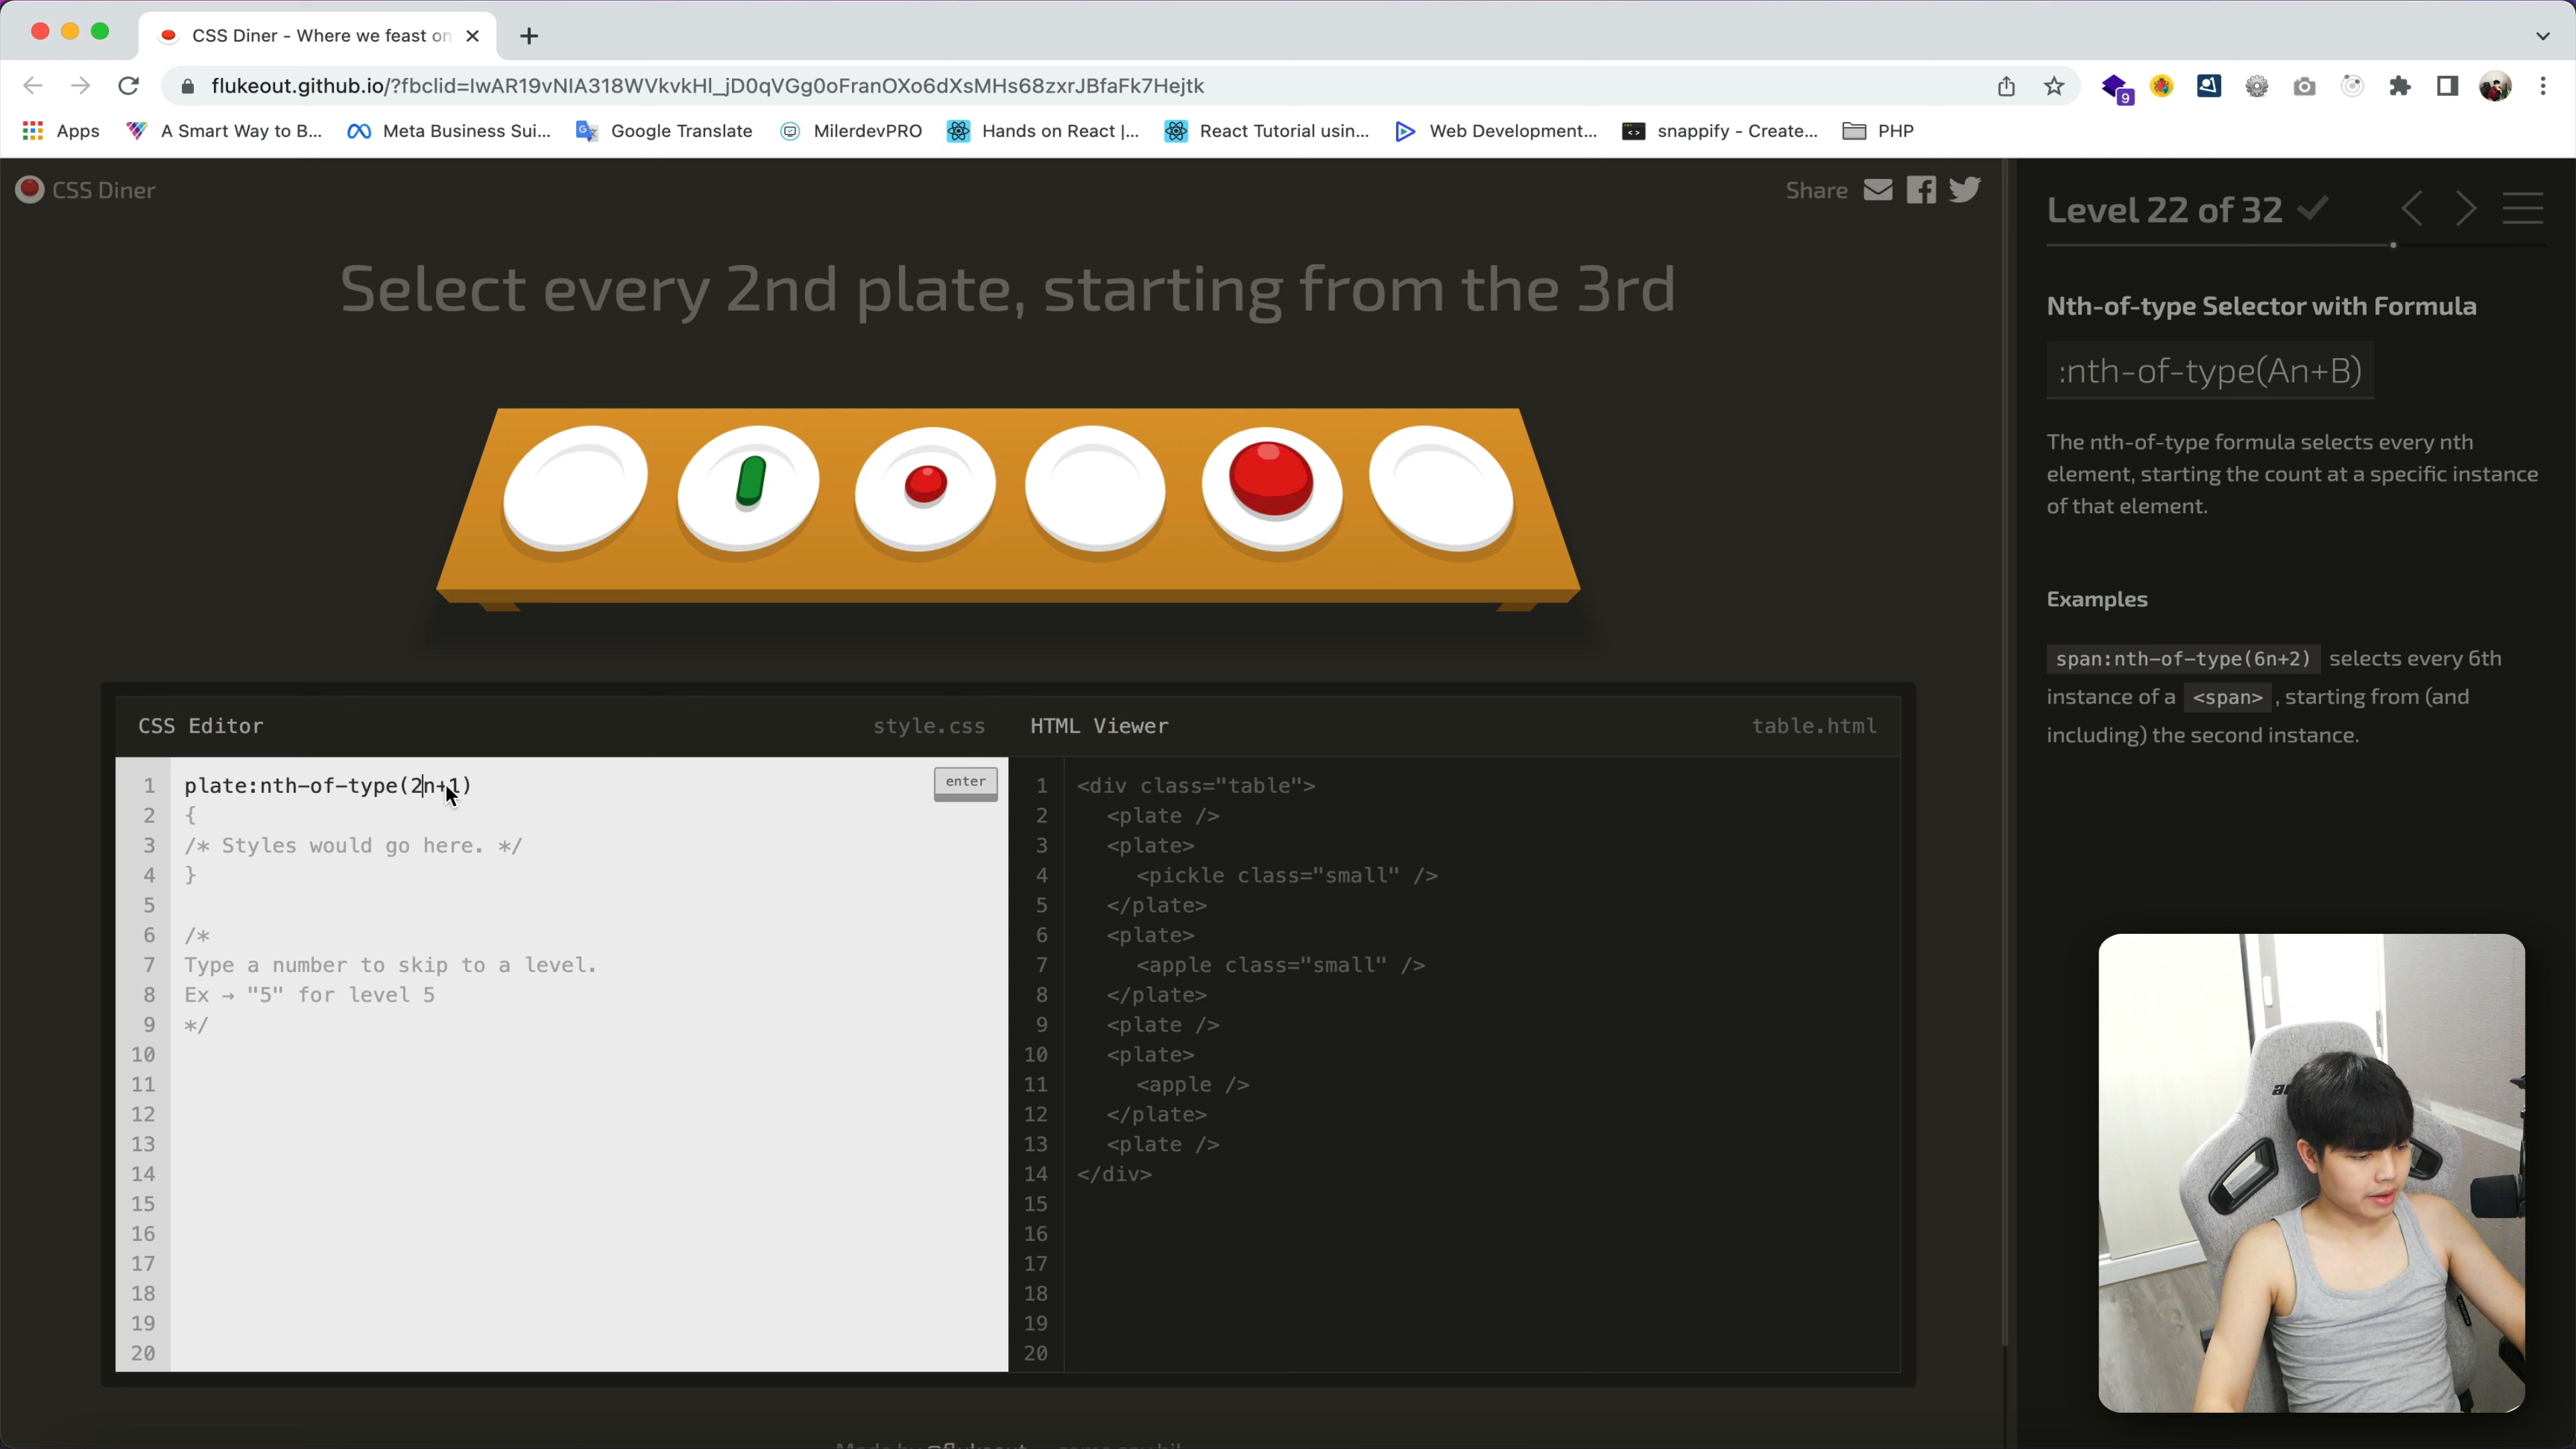 CSS Diner - Where we feast on
flukeout.github.io/?fbclid=IwAR19vNIA318WVkvkHl_jD0qVGg0oFranOXo6dXsMHs68zxrJBfaFk7Hejtk
9
Apps A Smart Way to B... Meta Business Sui... Google Translate MilerdevPRO Hands on React |... React Tutorial usin... Web Development... snappify - Create... PHP
CSS Diner
Share
Select every 2nd plate, starting from the 3rd
CSS Editor style.css
1 plate:nth-of-type(2n+1) enter
2 {
3 /* Styles would go here. */
4 }
5
6 /*
7 Type a number to skip to a level.
8 Ex → "5" for level 5
9 */
10
11
12
13
14
15
16
17
18
19
20
HTML Viewer table.html
1 <div class="table">
2 <plate />
3 <plate>
4 <pickle class="small" />
5 </plate>
6 <plate>
7 <apple class="small" />
8 </plate>
9 <plate />
10 <plate>
11 <apple />
12 </plate>
13 <plate />
14 </div>
15
16
17
18
19
20
Level 22 of 32
Nth-of-type Selector with Formula
:nth-of-type(An+B)
The nth-of-type formula selects every nth
element, starting the count at a specific instance
of that element.
Examples
span:nth-of-type(6n+2) selects every 6th
instance of a <span> , starting from (and
including) the second instance.